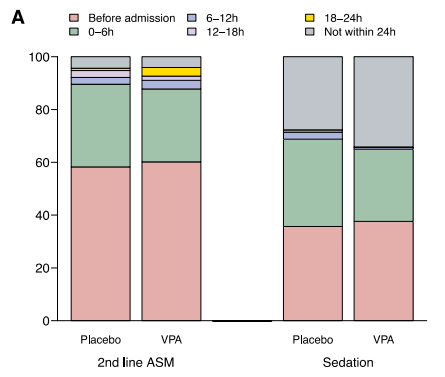 A
Before admission
6–12h
18–24h
0–6h
12–18h
Not within 24h
100
80
60
40
20
0
Placebo
VPA
Placebo
VPA
2nd line ASM
Sedation